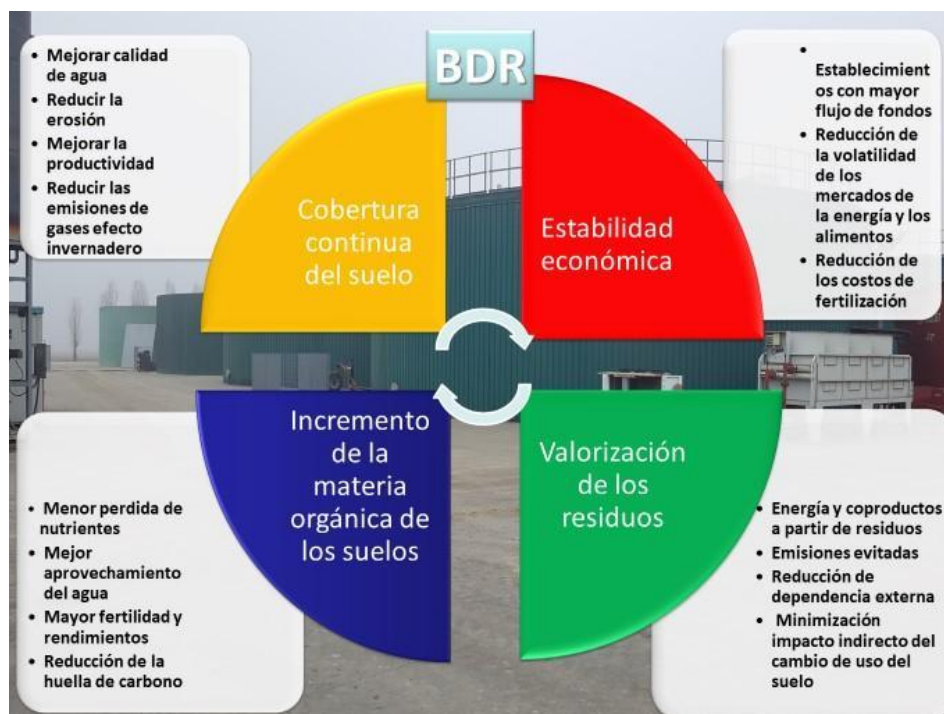 BDR
• Mejorar calidad
de agua
• Reducir la
erosión
• Mejorar la
productividad
• Reducir las
emisiones de
gases efecto
invernadero
Cobertura
continua
del suelo
Estabilidad
económica
•
Establecimient
os con mayor
flujo de fondos
• Reducción de
la volatilidad
de los
mercados de
la energía y los
alimentos
• Reducción de
los costos de
fertilización
• Menor perdida de
nutrientes
• Mejor
aprovechamiento
del agua
• Mayor fertilidad y
rendimientos
• Reducción de la
huella de carbono
Incremento
de la
materia
orgánica de
los suelos
Valorización
de los
residuos
• Energía y coproductos
a partir de residuos
• Emisiones evitadas
• Reducción de
dependencia externa
• Minimización
impacto indirecto del
cambio de uso del
suelo